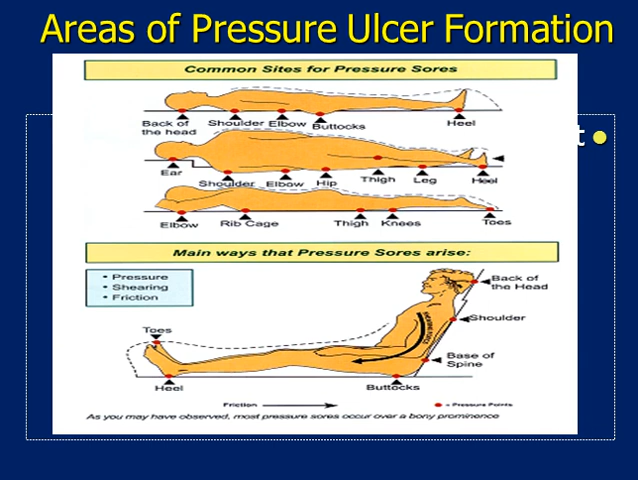 Areas of Pressure Ulcer Formation
Common Sites for Pressure Sores
t
Back of
the head
Shoulder
Elbow
Buttocks
Heel
Ear
Shoulder
Elbow
Hip
Thigh
Leg
Heel
Elbow
Rib Cage
Thigh
Knees
Toes
Main ways that Pressure Sores arise:
• Pressure
• Shearing
• Friction
Back of
the Head
Shoulder
Base of
Spine
Toes
Heel
Buttocks
Friction
= Pressure Points
As you may have observed, most pressure sores occur over a bony prominence